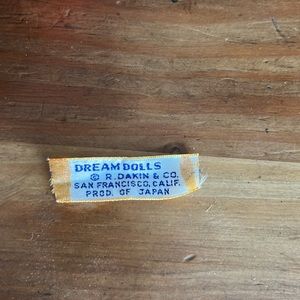 DREAM DOLLS
© R. DAKIN & CO.
SAN FRANCISCO, CALIF.
PROD. OF JAPAN